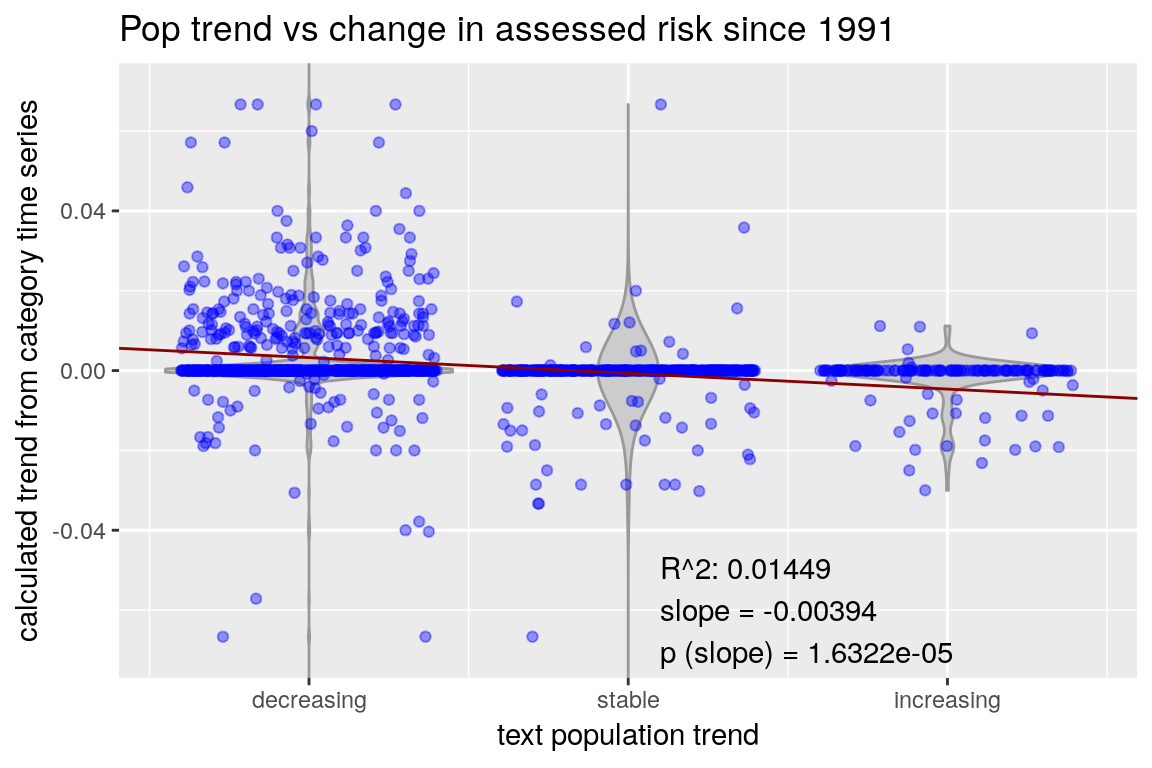 Pop trend vs change in assessed risk since 1991
calculated trend from category time series
0.04
0.00
-0.04
R^2: 0.01449
slope = -0.00394
p (slope) = 1.6322e-05
decreasing
stable
increasing
text population trend